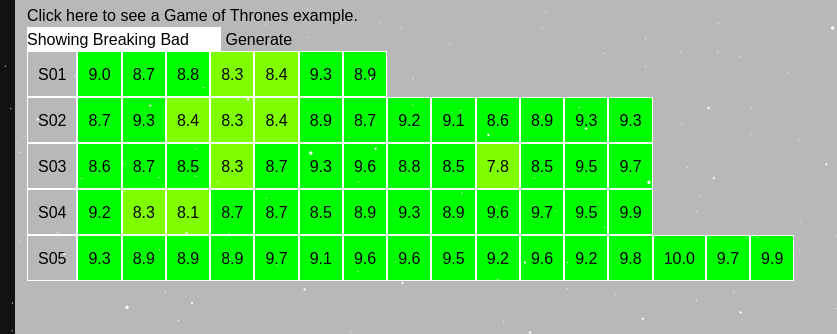 Click here to see a Game of Thrones example.
Showing Breaking Bad Generate
S01 9.0 8.7 8.8 8.3 8.4 9.3 8.9
S02 8.7 9.3 8.4 8.3 8.4 8.9 8.7 9.2 9.1 8.6 8.9 9.3 9.3
S03 8.6 8.7 8.5 8.3 8.7 9.3 9.6 8.8 8.5 7.8 8.5 9.5 9.7
S04 9.2 8.3 8.1 8.7 8.7 8.5 8.9 9.3 8.9 9.6 9.7 9.5 9.9
S05 9.3 8.9 8.9 8.9 9.7 9.1 9.6 9.6 9.5 9.2 9.6 9.2 9.8 10.0 9.7 9.9